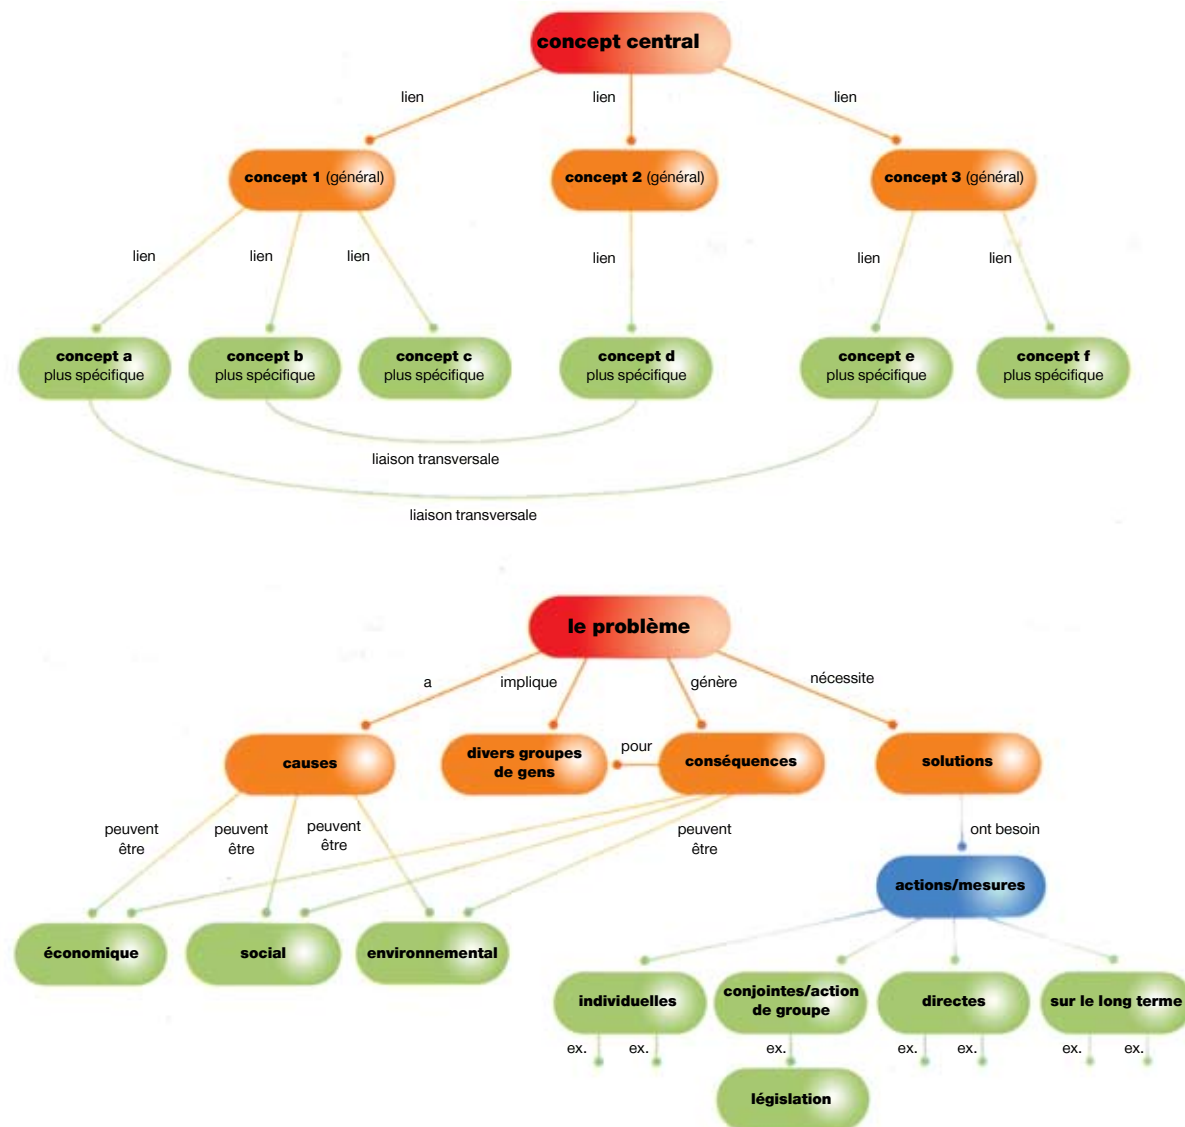 concept central
lien
lien
lien
concept 1 (général)
concept 2 (général)
concept 3 (général)
lien
lien
lien
lien
lien
lien
concept a
plus spécifique
concept b
plus spécifique
concept c
plus spécifique
concept d
plus spécifique
concept e
plus spécifique
concept f
plus spécifique
liaison transversale
liaison transversale
le problème
a
implique
génère
nécessite
causes
divers groupes
de gens
pour
conséquences
solutions
peuvent
être
peuvent
être
peuvent
être
peuvent
être
ont besoin
actions/mesures
économique
social
environnemental
individuelles
conjointes/action
de groupe
directes
sur le long terme
ex.
ex.
ex.
ex.
ex.
ex.
ex.
législation